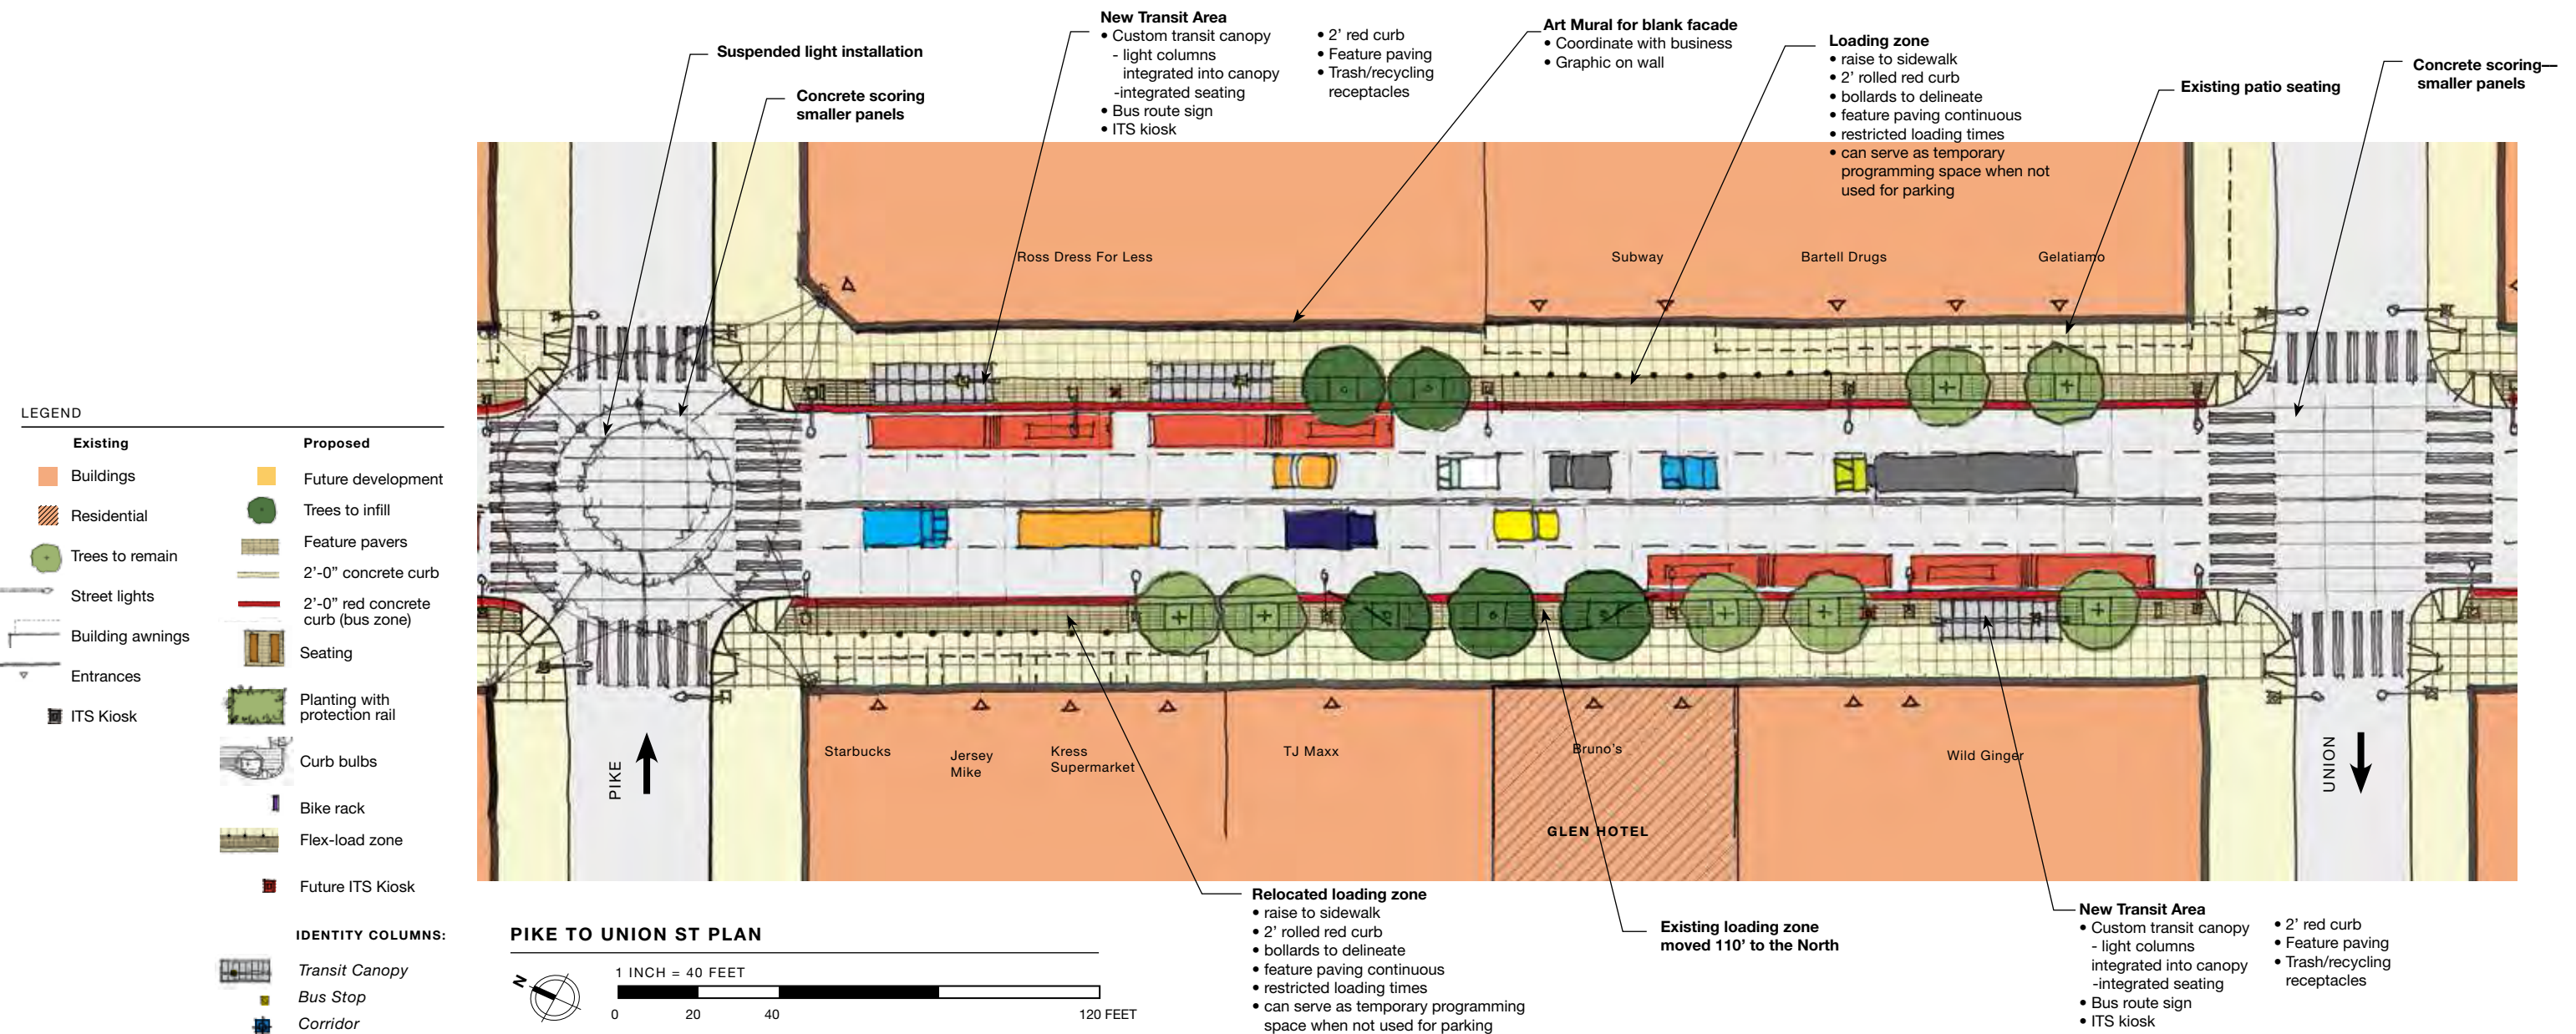 Suspended light installation
Concrete scoring
smaller panels
New Transit Area
• Custom transit canopy
- light columns
integrated into canopy
-integrated seating
• Bus route sign
• ITS kiosk
• 2’ red curb
• Feature paving
• Trash/recycling
receptacles
Art Mural for blank facade
• Coordinate with business
• Graphic on wall
Loading zone
• raise to sidewalk
• 2’ rolled red curb
• bollards to delineate
• feature paving continuous
• restricted loading times
• can serve as temporary
programming space when not
used for parking
Existing patio seating
Concrete scoring—
smaller panels
Ross Dress For Less
Subway
Bartell Drugs
Gelatiamo
LEGEND
Existing
Buildings
Residential
Trees to remain
Street lights
Building awnings
Entrances
ITS Kiosk
Proposed
Future development
Trees to infill
Feature pavers
2’-0” concrete curb
2’-0” red concrete
curb (bus zone)
Seating
Planting with
protection rail
Curb bulbs
Bike rack
Flex-load zone
Future ITS Kiosk
IDENTITY COLUMNS:
Transit Canopy
Bus Stop
Corridor
PIKE
Starbucks
Jersey
Mike
Kress
Supermarket
TJ Maxx
Bruno’s
GLEN HOTEL
Wild Ginger
UNION
PIKE TO UNION ST PLAN
N
1 INCH = 40 FEET
0 20 40 120 FEET
Relocated loading zone
• raise to sidewalk
• 2’ rolled red curb
• bollards to delineate
• feature paving continuous
• restricted loading times
• can serve as temporary programming
space when not used for parking
Existing loading zone
moved 110’ to the North
New Transit Area
• Custom transit canopy
- light columns
integrated into canopy
-integrated seating
• Bus route sign
• ITS kiosk
• 2’ red curb
• Feature paving
• Trash/recycling
receptacles